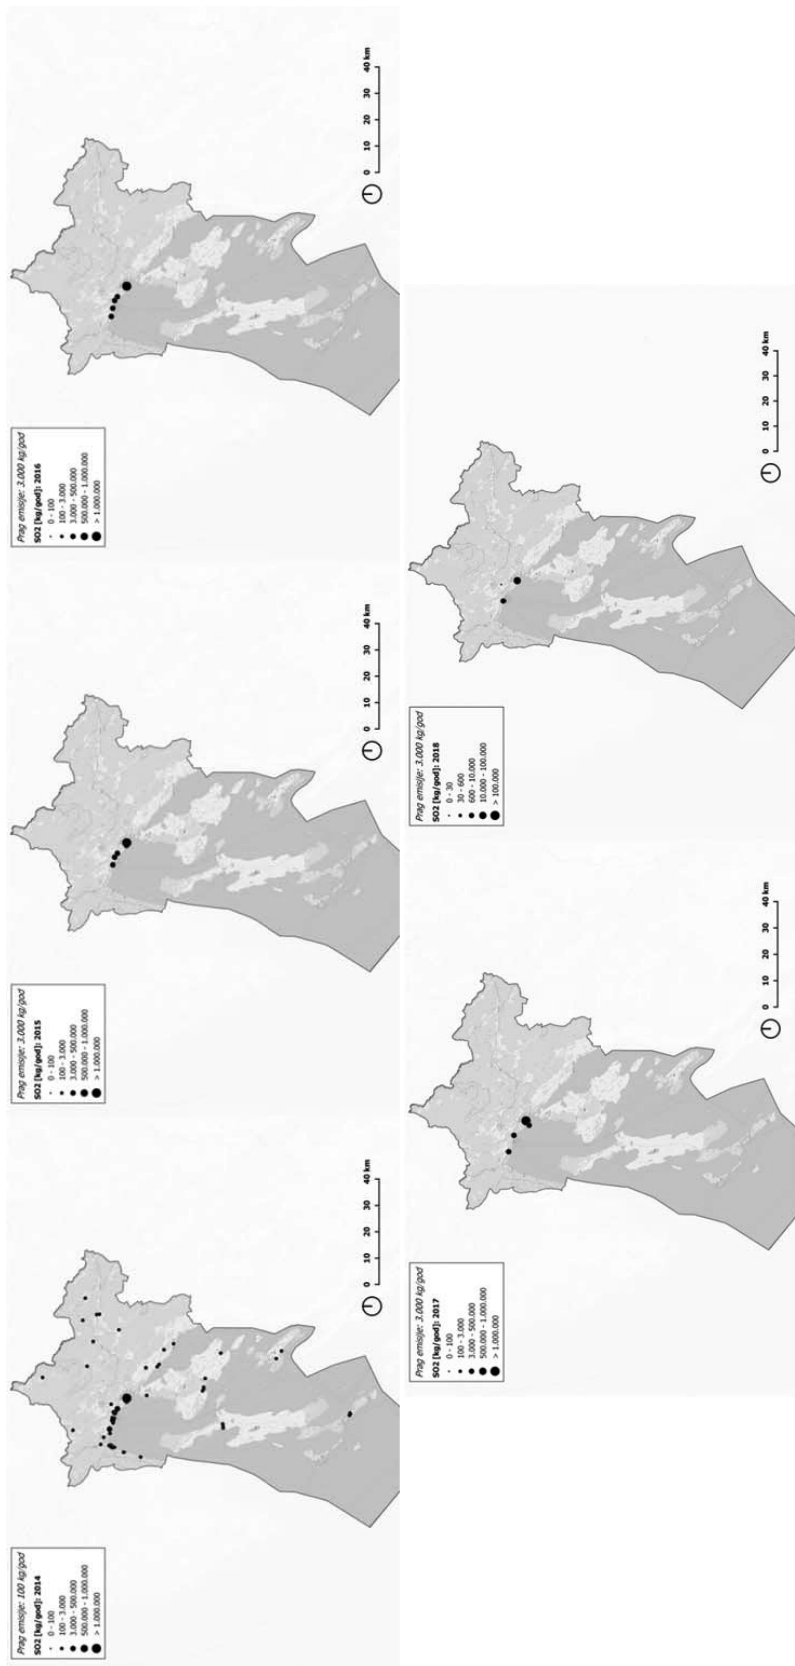 Prag emisije: 100 kg/god
SO2 [kg/god]: 2014
0 - 100
100 - 3.000
3.000 - 500.000
500.000 - 1.000.000
> 1.000.000
0 10 20 30 40 km
Prag emisije: 3.000 kg/god
SO2 [kg/god]: 2015
0 - 100
100 - 3.000
3.000 - 500.000
500.000 - 1.000.000
> 1.000.000
0 10 20 30 40 km
Prag emisije: 3.000 kg/god
SO2 [kg/god]: 2016
0 - 100
100 - 3.000
3.000 - 500.000
500.000 - 1.000.000
> 1.000.000
0 10 20 30 40 km
Prag emisije: 3.000 kg/god
SO2 [kg/god]: 2017
0 - 100
100 - 3.000
3.000 - 500.000
500.000 - 1.000.000
> 1.000.000
0 10 20 30 40 km
Prag emisije: 3.000 kg/god
SO2 [kg/god]: 2018
0 - 30
30 - 600
600 - 10.000
10.000 - 100.000
> 100.000
0 10 20 30 40 km